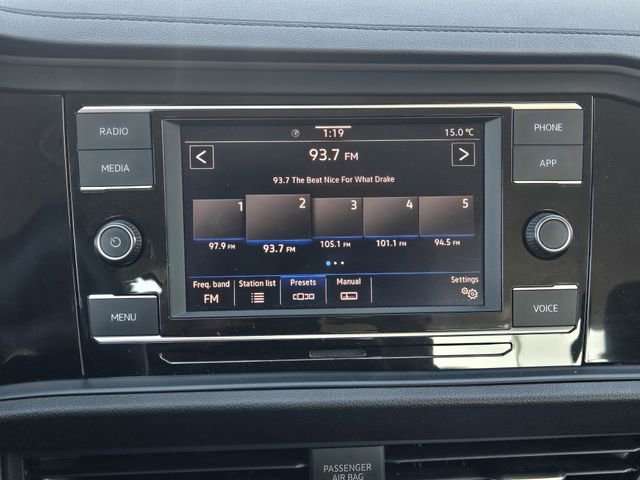 RADIO
MEDIA
MENU
1:19
15.0 °C
< 93.7 FM >
93.7 The Beat Nice For What Drake
1 2 3 4 5
97.9 FM 93.7 FM 105.1 FM 101.1 FM 94.5 FM
Freq. band Station list Presets Manual Settings
FM
PHONE
APP
VOICE
PASSENGER
AIR BAG